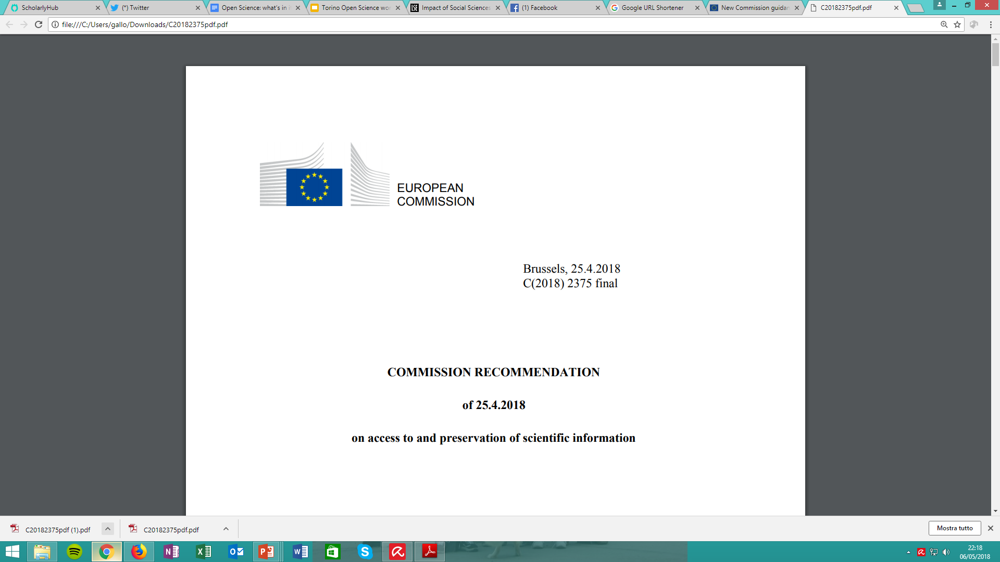 ScholarlyHub
(*) Twitter
Open Science: what's in i
Torino Open Science wor
LSE Impact of Social Sciences
(1) Facebook
Google URL Shortener
New Commission guidan
C20182375pdf.pdf
file:///C:/Users/gallo/Downloads/C20182375pdf.pdf
EUROPEAN
COMMISSION
Brussels, 25.4.2018
C(2018) 2375 final
COMMISSION RECOMMENDATION
of 25.4.2018
on access to and preservation of scientific information
C20182375pdf (1).pdf
C20182375pdf.pdf
Mostra tutto
22:18
06/05/2018